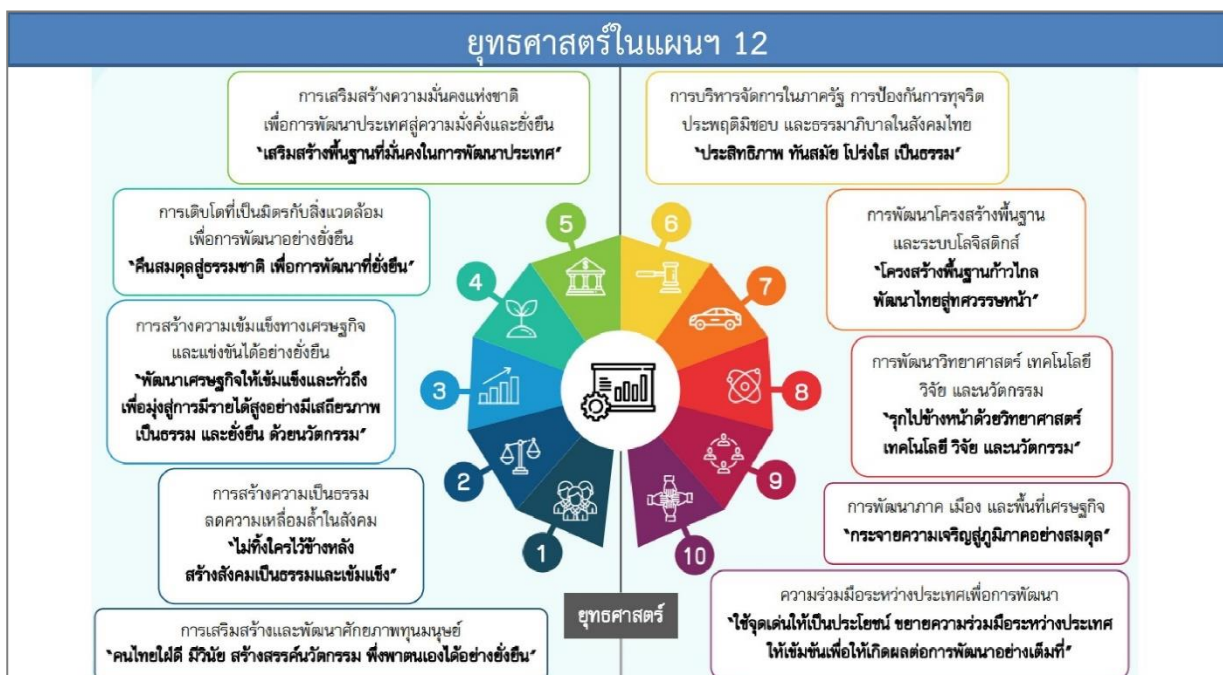 ยุทธศาสตร์ในแผนฯ 12
การเสริมสร้างความมั่นคงแห่งชาติ
เพื่อการพัฒนาประเทศสู่ความมั่งคั่งและยั่งยืน
"เสริมสร้างพื้นฐานที่มั่นคงในการพัฒนาประเทศ"
การเติบโตที่เป็นมิตรกับสิ่งแวดล้อม
เพื่อการพัฒนาอย่างยั่งยืน
"คืนสมดุลสู่ธรรมชาติ เพื่อการพัฒนาที่ยั่งยืน"
การสร้างความเข้มแข็งทางเศรษฐกิจ
และแข่งขันได้อย่างยั่งยืน
"พัฒนาเศรษฐกิจให้เข้มแข็งและทั่วถึง
เพื่อมุ่งสู่การมีรายได้สูงอย่างมีเสถียรภาพ
เป็นธรรม และยั่งยืน ด้วยนวัตกรรม"
การสร้างความเป็นธรรม
ลดความเหลื่อมล้ำในสังคม
"ไม่ทิ้งใครไว้ข้างหลัง
สร้างสังคมเป็นธรรมและเข้มแข็ง"
การเสริมสร้างและพัฒนาศักยภาพทุนมนุษย์
"คนไทยใฝ่ดี มีวินัย สร้างสรรค์นวัตกรรม พึ่งพาตนเองได้อย่างยั่งยืน"
5
4
3
2
1
6
7
8
9
10
ยุทธศาสตร์
การบริหารจัดการในภาครัฐ การป้องกันการทุจริต
ประพฤติมิชอบ และธรรมาภิบาลในสังคมไทย
"ประสิทธิภาพ ทันสมัย โปร่งใส เป็นธรรม"
การพัฒนาโครงสร้างพื้นฐาน
และระบบโลจิสติกส์
"โครงสร้างพื้นฐานก้าวไกล
พัฒนาไทยสู่ทศวรรษหน้า"
การพัฒนาวิทยาศาสตร์ เทคโนโลยี
วิจัย และนวัตกรรม
"รุกไปข้างหน้าด้วยวิทยาศาสตร์
เทคโนโลยี วิจัย และนวัตกรรม"
การพัฒนาภาค เมือง และพื้นที่เศรษฐกิจ
"กระจายความเจริญสู่ภูมิภาคอย่างสมดุล"
ความร่วมมือระหว่างประเทศเพื่อการพัฒนา
"ใช้จุดเด่นให้เป็นประโยชน์ ขยายความร่วมมือระหว่างประเทศ
ให้เข้มข้นเพื่อให้เกิดผลต่อการพัฒนาอย่างเต็มที่"